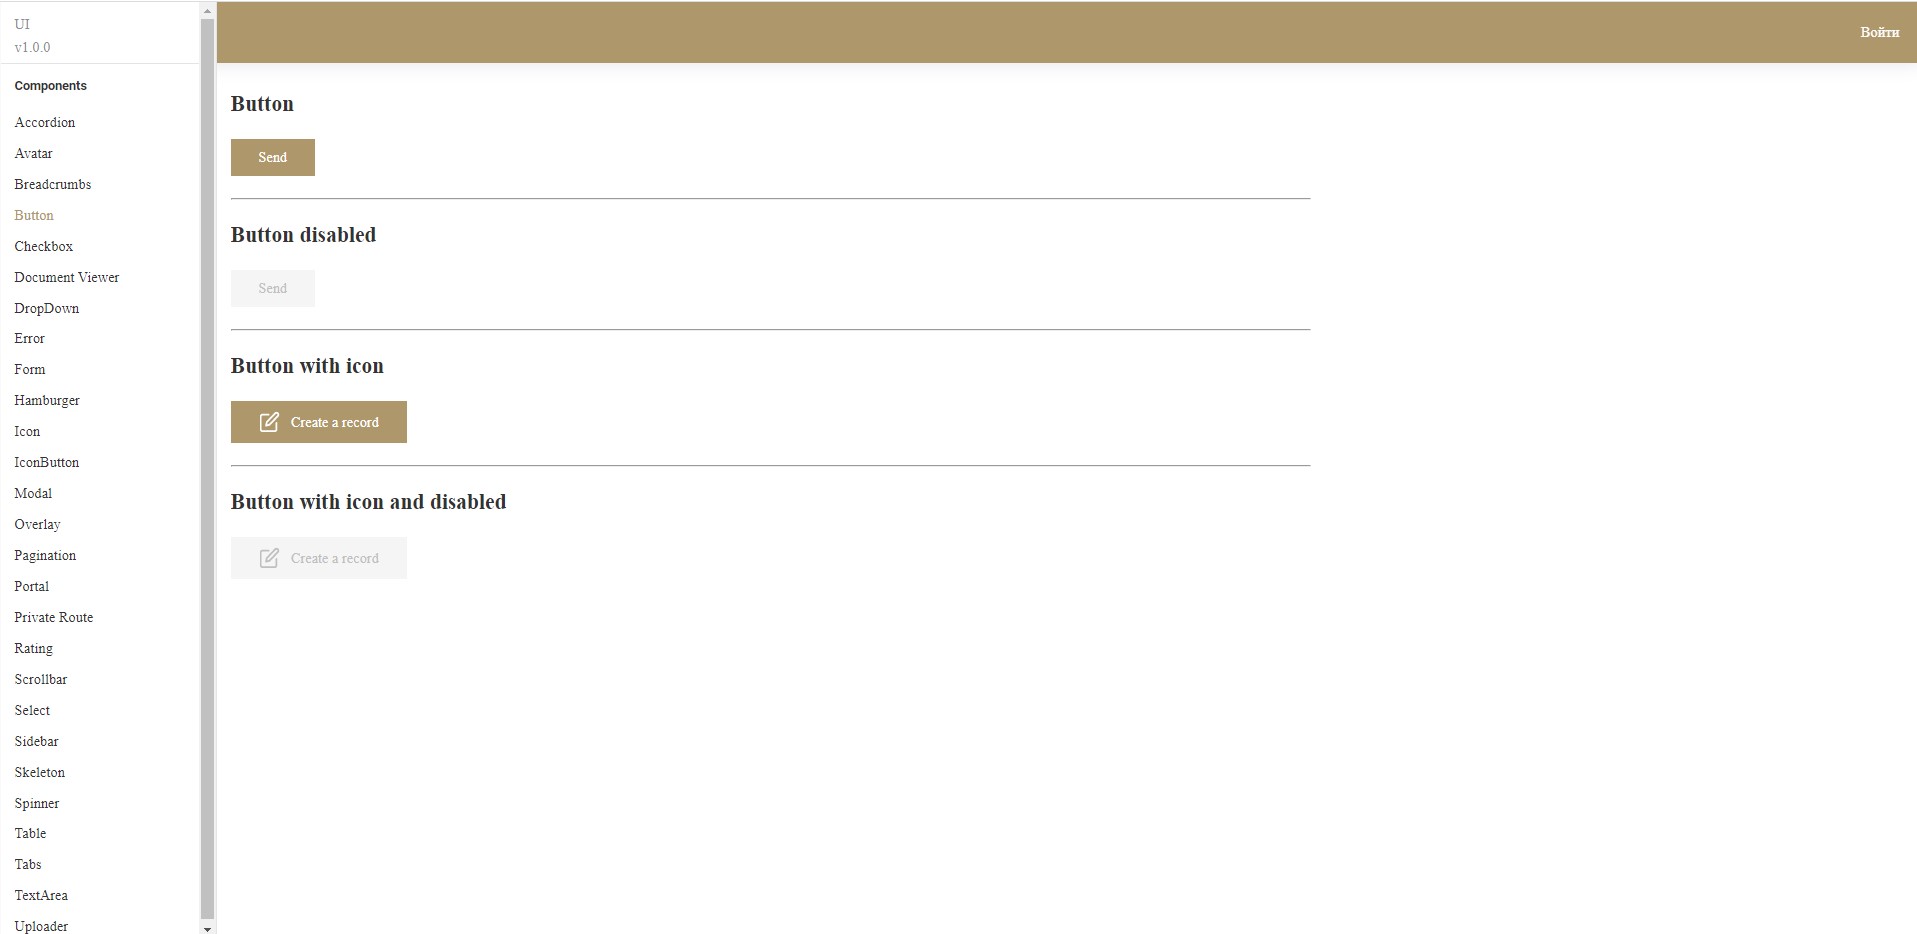 UI
v1.0.0
Components
Accordion
Avatar
Breadcrumbs
Button
Checkbox
Document Viewer
DropDown
Error
Form
Hamburger
Icon
IconButton
Modal
Overlay
Pagination
Portal
Private Route
Rating
Scrollbar
Select
Sidebar
Skeleton
Spinner
Table
Tabs
TextArea
Uploader
Войти
Button
Send
Button disabled
Send
Button with icon
Create a record
Button with icon and disabled
Create a record